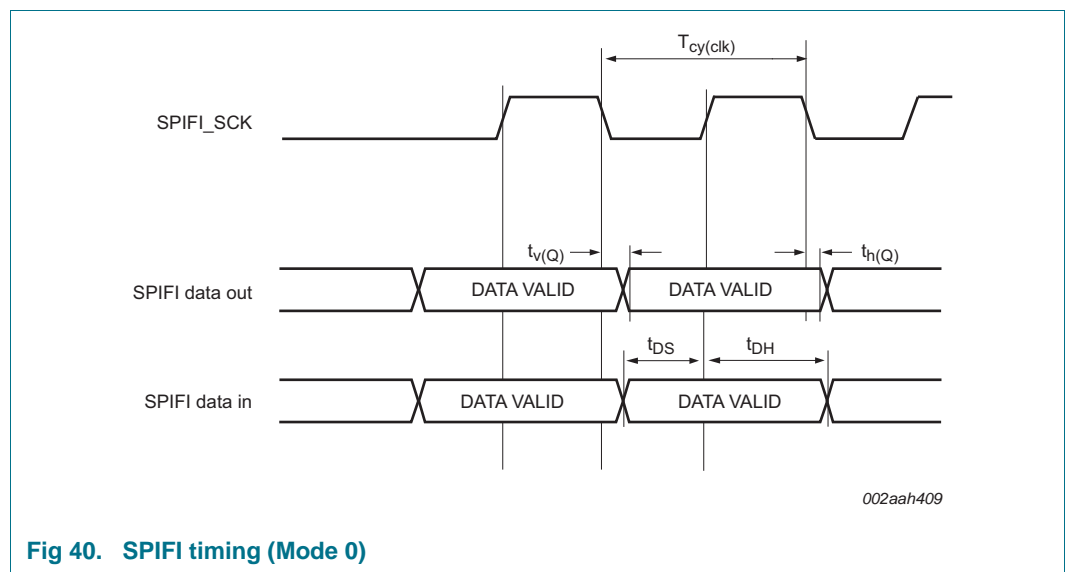 Tcy(clk)
SPIFI_SCK
tv(Q)
th(Q)
SPIFI data out
DATA VALID
DATA VALID
tDS
tDH
SPIFI data in
DATA VALID
DATA VALID
002aah409
Fig 40. SPIFI timing (Mode 0)